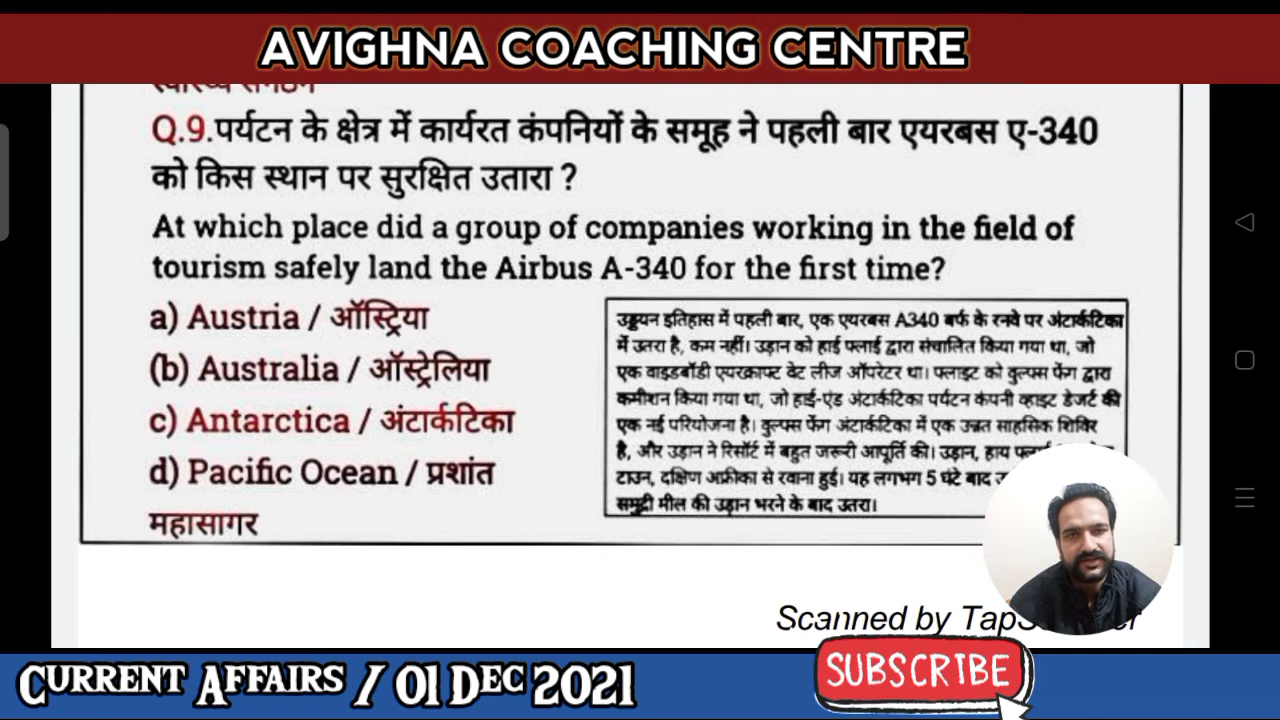 AVIGHNA COACHING CENTRE
Q.9.पर्यटन के क्षेत्र में कार्यरत कंपनियों के समूह ने पहली बार एयरबस ए-340
को किस स्थान पर सुरक्षित उतारा ?
At which place did a group of companies working in the field of
tourism safely land the Airbus A-340 for the first time?
a) Austria / ऑस्ट्रिया
(b) Australia / ऑस्ट्रेलिया
c) Antarctica / अंटार्कटिका
d) Pacific Ocean / प्रशांत
महासागर
उड्डयन इतिहास में पहली बार, एक एयरबस A340 बर्फ के रनवे पर अंटार्कटिका
में उतरा है, कम नहीं। उड़ान को हाई फ्लाई द्वारा संचालित किया गया था, जो
एक वाइडबॉडी एयरक्राफ्ट वेट लीज ऑपरेटर था। फ्लाइट को वुल्फ्स फेंग द्वारा
कमीशन किया गया था, जो हाई-एंड अंटार्कटिका पर्यटन कंपनी व्हाइट डेजर्ट की
एक नई परियोजना है। वुल्फ्स फेंग अंटार्कटिका में एक उन्नत साहसिक शिविर
है, और उड़ान ने रिसॉर्ट में बहुत जरूरी आपूर्ति की। उड़ान, हाय
टाउन, दक्षिण अफ्रीका से रवाना हुई। यह लगभग 5 घंटे बाद
समुद्री मील की उड़ान भरने के बाद उतरा।
Scanned by
CURRENT AFFAIRS / 01 DEC 2021
SUBSCRIBE